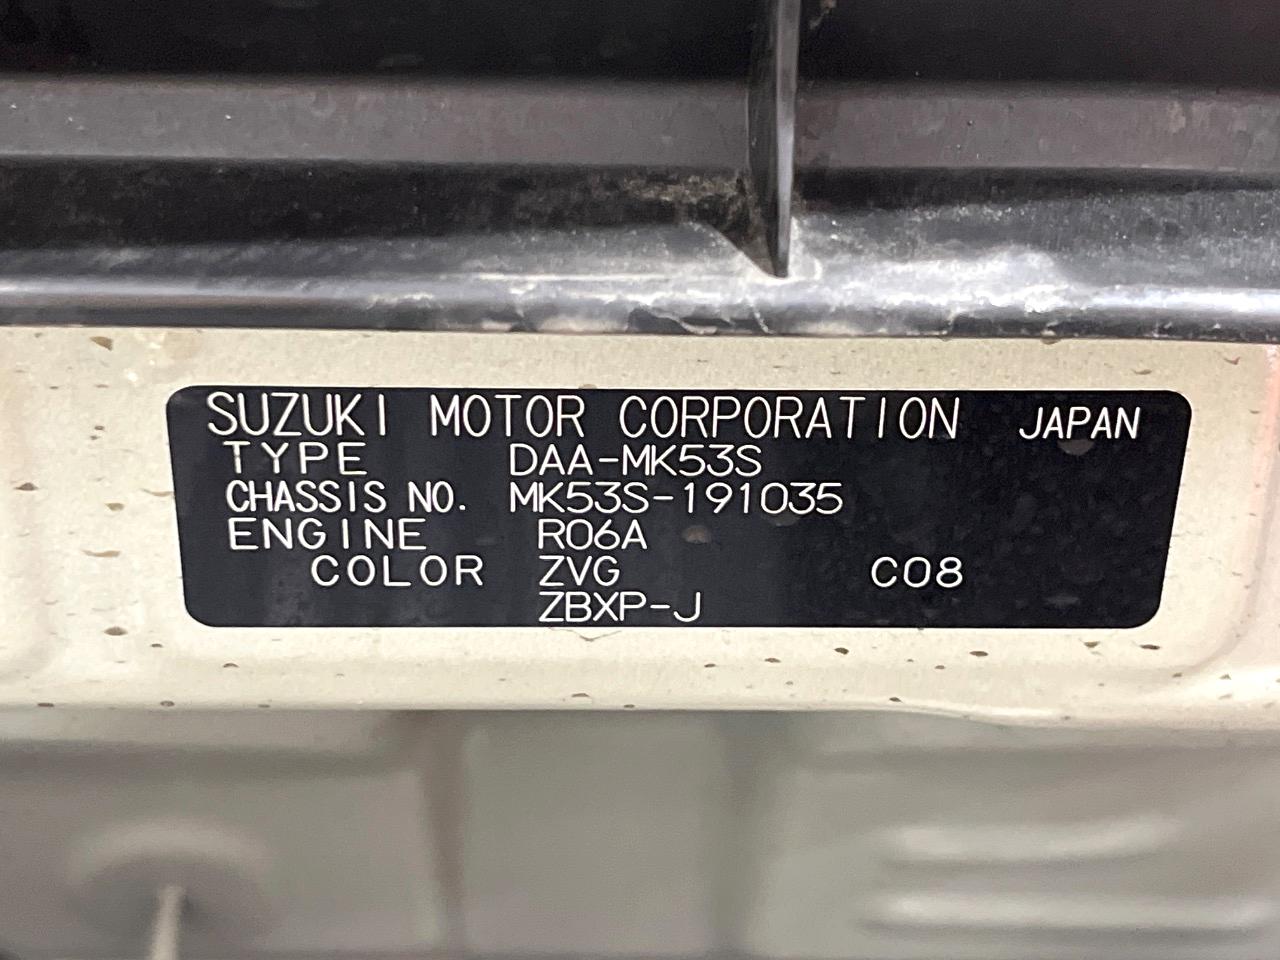 SUZUKI MOTOR CORPORATION JAPAN
TYPE DAA-MK53S
CHASSIS NO. MK53S-191035
ENGINE R06A
COLOR ZVG C08
ZBXP-J